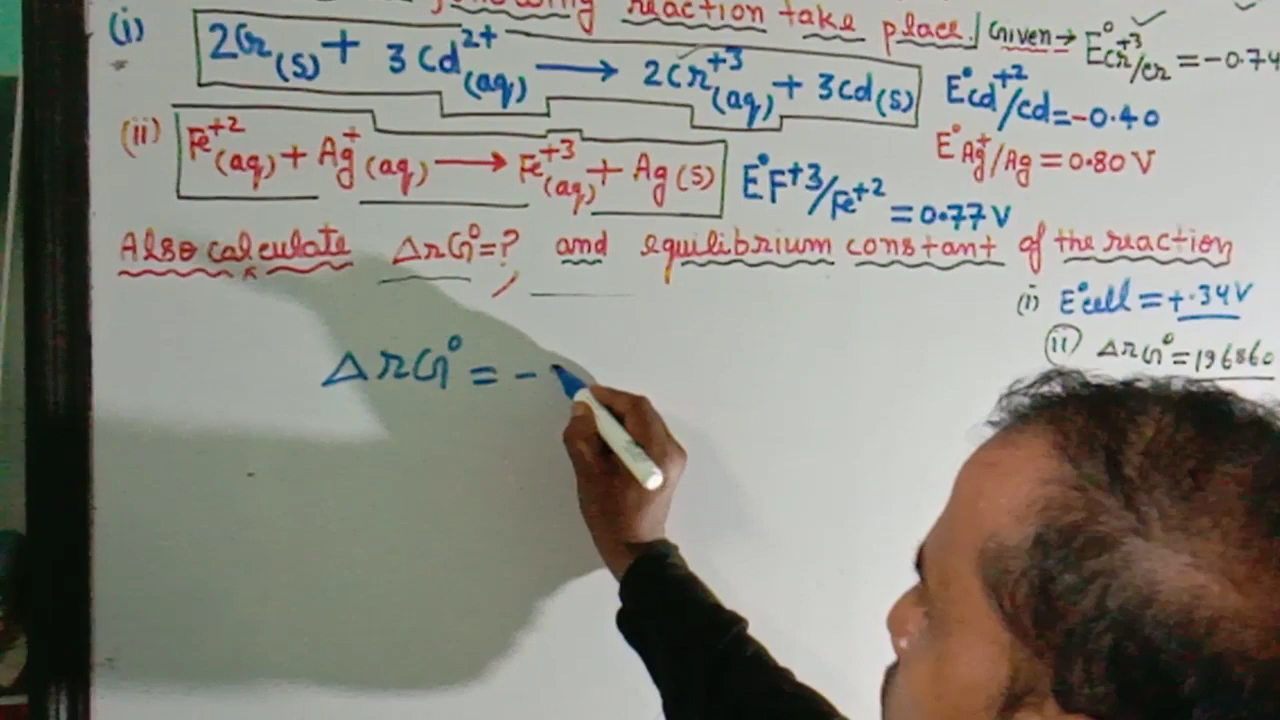 following reaction take place. / Given → E°Cr⁺³/Cr = -0.74
(i) 2Cr(s) + 3Cd²⁺(aq) → 2Cr⁺³(aq) + 3Cd(s) E°Cd⁺²/Cd = -0.40
(ii) Fe⁺²(aq) + Ag⁺(aq) → Fe⁺³(aq) + Ag(s) E°Ag⁺/Ag = 0.80 V
E°F⁺³/Fe⁺² = 0.77 V
Also calculate ΔrG° = ? and equilibrium constant of the reaction
(i) E°cell = +.34V
(ii) ΔrG° = 196860
ΔrG° = -